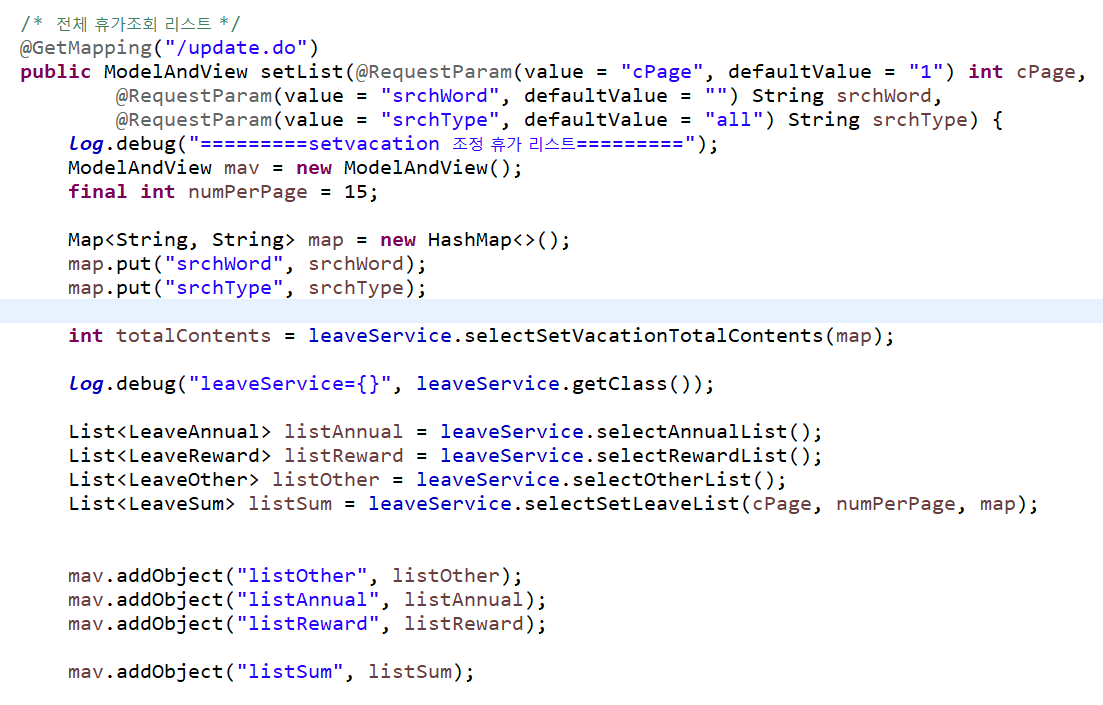 /* 전체 휴가조회 리스트 */
@GetMapping("/update.do")
public ModelAndView setList(@RequestParam(value = "cPage", defaultValue = "1") int cPage,
@RequestParam(value = "srchWord", defaultValue = "") String srchWord,
@RequestParam(value = "srchType", defaultValue = "all") String srchType) {
log.debug("=========setvacation 조정 휴가 리스트=========");
ModelAndView mav = new ModelAndView();
final int numPerPage = 15;
Map<String, String> map = new HashMap<>();
map.put("srchWord", srchWord);
map.put("srchType", srchType);
int totalContents = leaveService.selectSetVacationTotalContents(map);
log.debug("leaveService={}", leaveService.getClass());
List<LeaveAnnual> listAnnual = leaveService.selectAnnualList();
List<LeaveReward> listReward = leaveService.selectRewardList();
List<LeaveOther> listOther = leaveService.selectOtherList();
List<LeaveSum> listSum = leaveService.selectSetLeaveList(cPage, numPerPage, map);
mav.addObject("listOther", listOther);
mav.addObject("listAnnual", listAnnual);
mav.addObject("listReward", listReward);
mav.addObject("listSum", listSum);